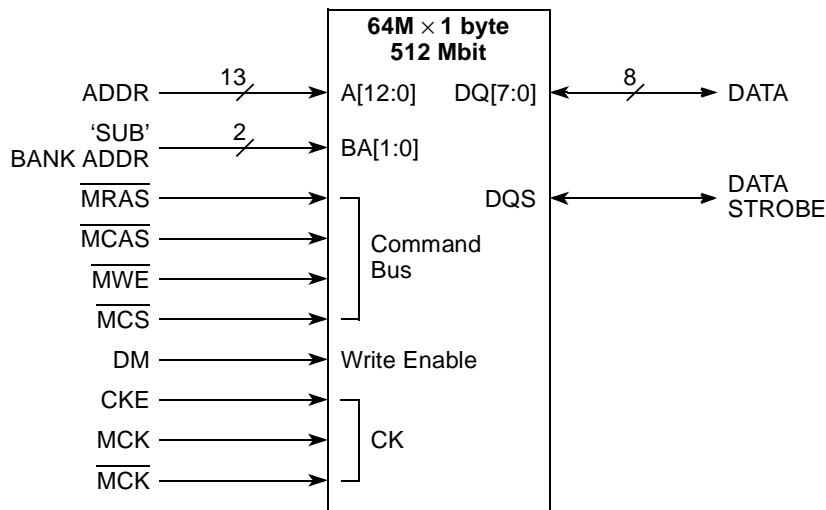 64M × 1 byte
512 Mbit
ADDR 13 A[12:0] DQ[7:0] 8 DATA
'SUB'
BANK ADDR 2 BA[1:0]
MRAS DQS DATA
STROBE
MCAS Command
Bus
MWE
MCS
DM Write Enable
CKE
MCK CK
MCK